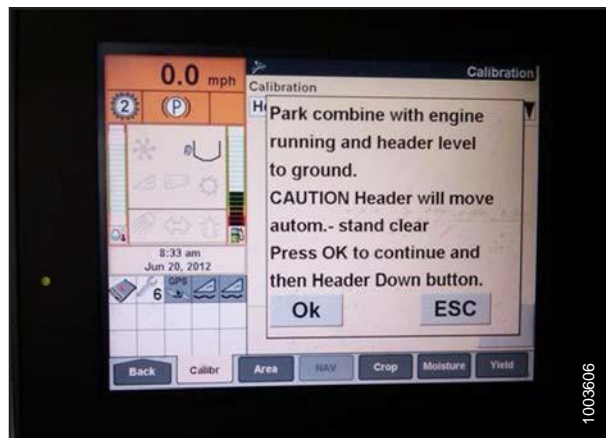 0.0 mph
Calibration
Calibration
2
P
He
Park combine with engine
running and header level
to ground.
CAUTION Header will move
autom.- stand clear
Press OK to continue and
then Header Down button.
Ok
ESC
8:33 am
Jun 20, 2012
6
GPS
Back
Calibr
Area
NAV
Crop
Moisture
Yield
1003606